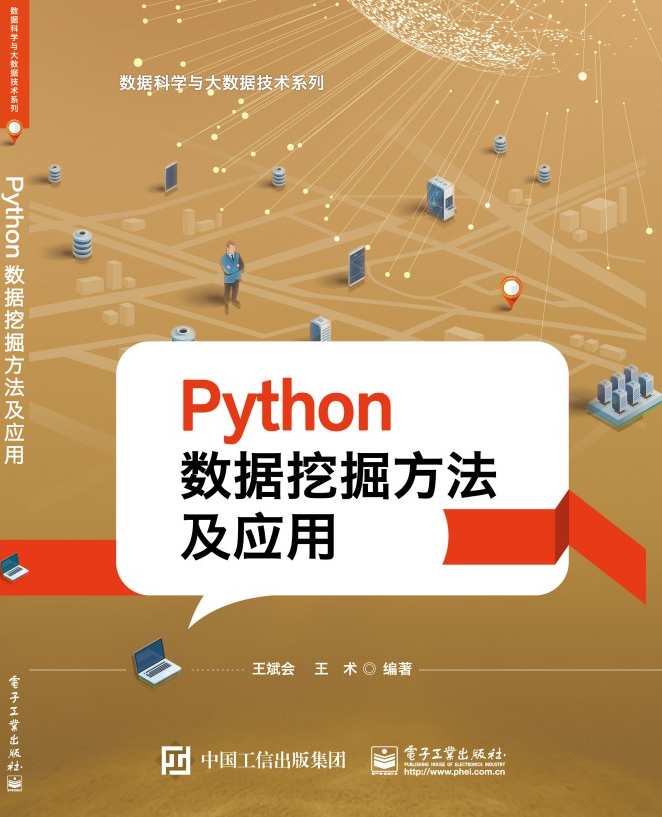 数据科学与大数据技术系列
Python 数据挖掘方法及应用
電子工業出版社·
数据科学与大数据技术系列
Python
数据挖掘方法
及应用
王斌会 王 术 ◎ 编著
中国工信出版集团
電子工業出版社·
PUBLISHING HOUSE OF ELECTRONICS INDUSTRY
http://www.phei.com.cn